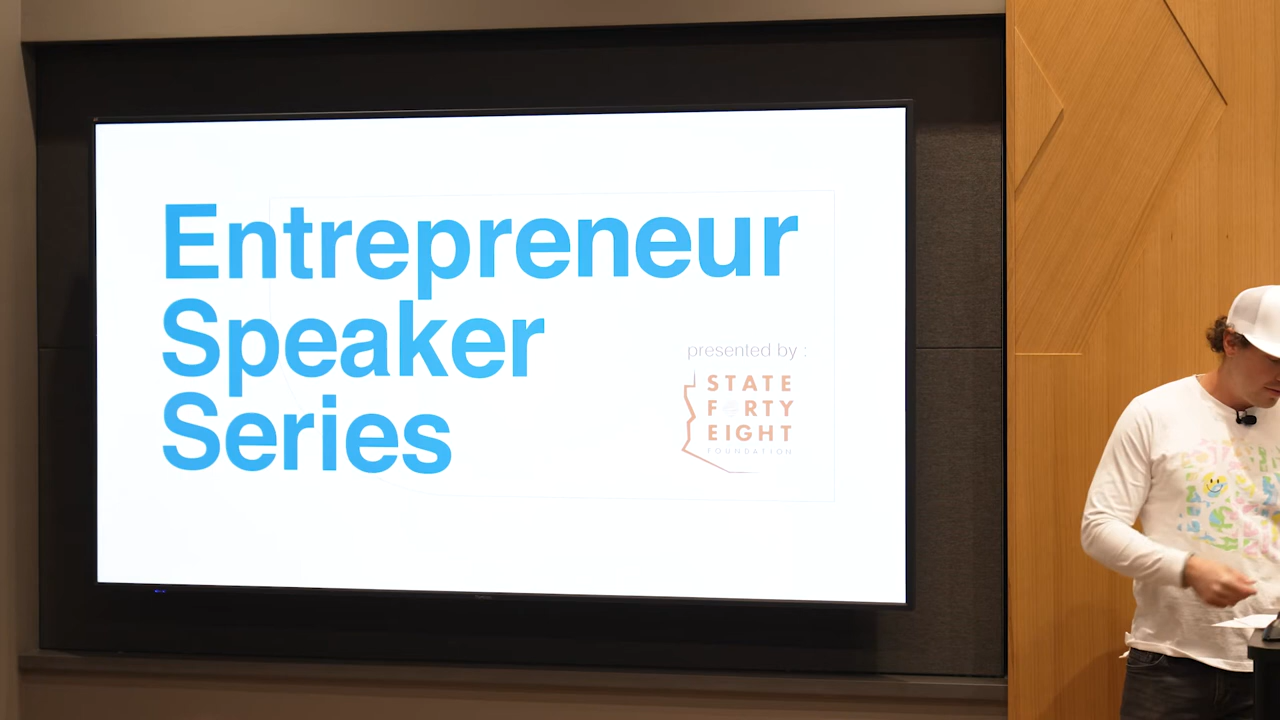 Entrepreneur
Speaker
Series
presented by :
STATE
FORTY
EIGHT
FOUNDATION